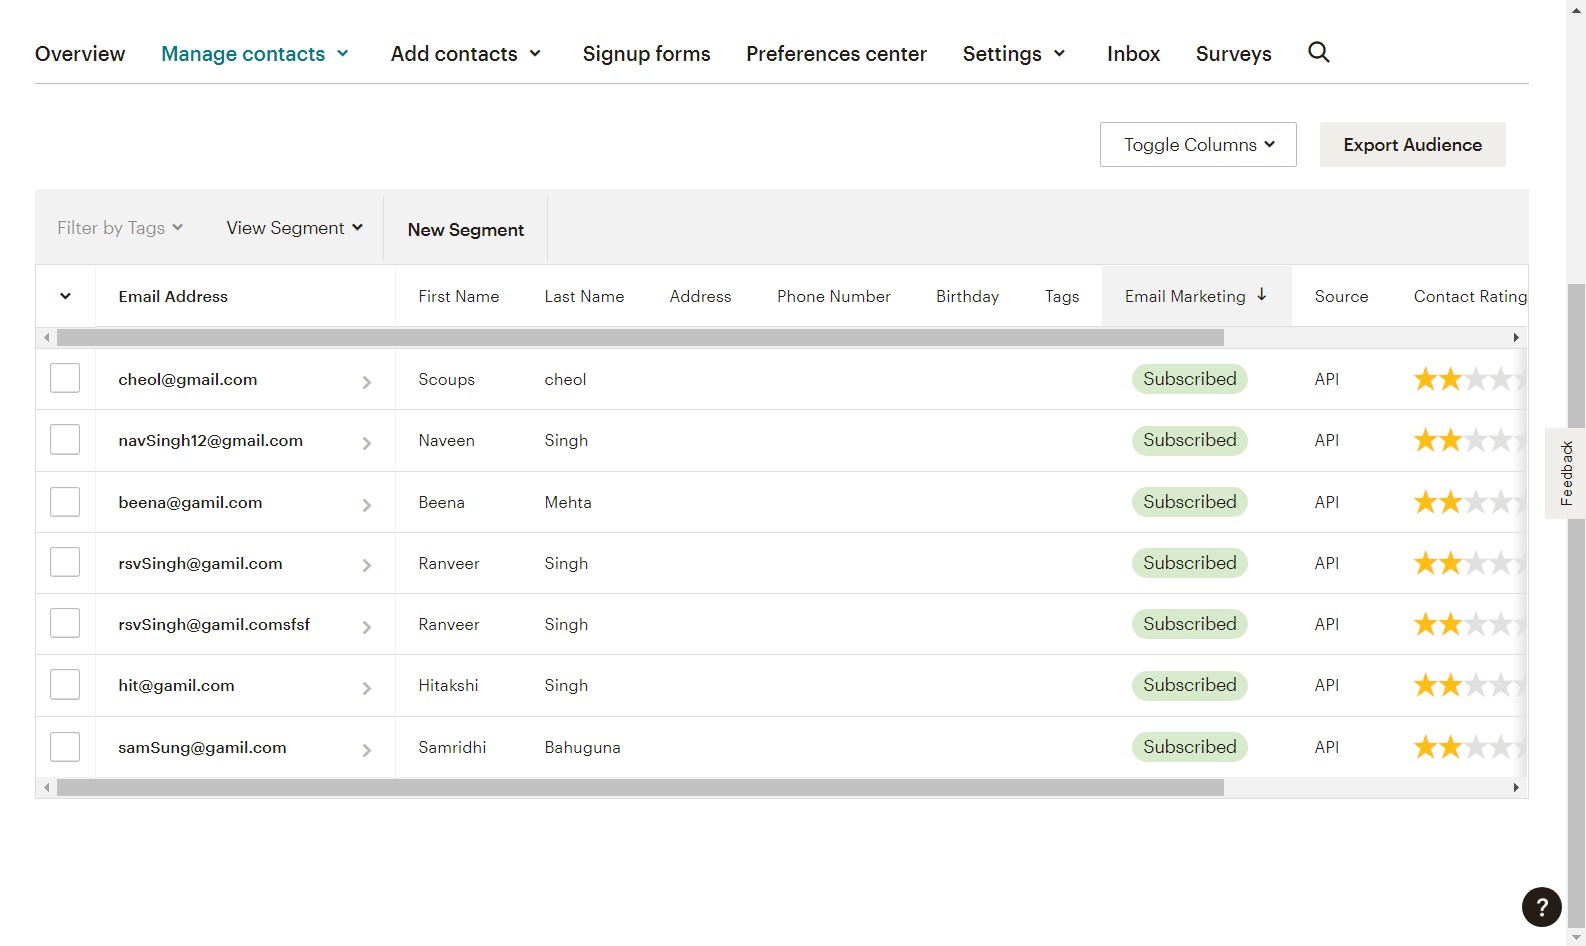 Overview Manage contacts Add contacts Signup forms Preferences center Settings Inbox Surveys
Toggle Columns Export Audience
Filter by Tags View Segment New Segment
Email Address First Name Last Name Address Phone Number Birthday Tags Email Marketing ↓ Source Contact Rating
cheol@gmail.com Scoups cheol Subscribed API
navSingh12@gmail.com Naveen Singh Subscribed API
beena@gamil.com Beena Mehta Subscribed API
Feedback
rsvSingh@gamil.com Ranveer Singh Subscribed API
rsvSingh@gamil.comsfsf Ranveer Singh Subscribed API
hit@gamil.com Hitakshi Singh Subscribed API
samSung@gamil.com Samridhi Bahuguna Subscribed API
?